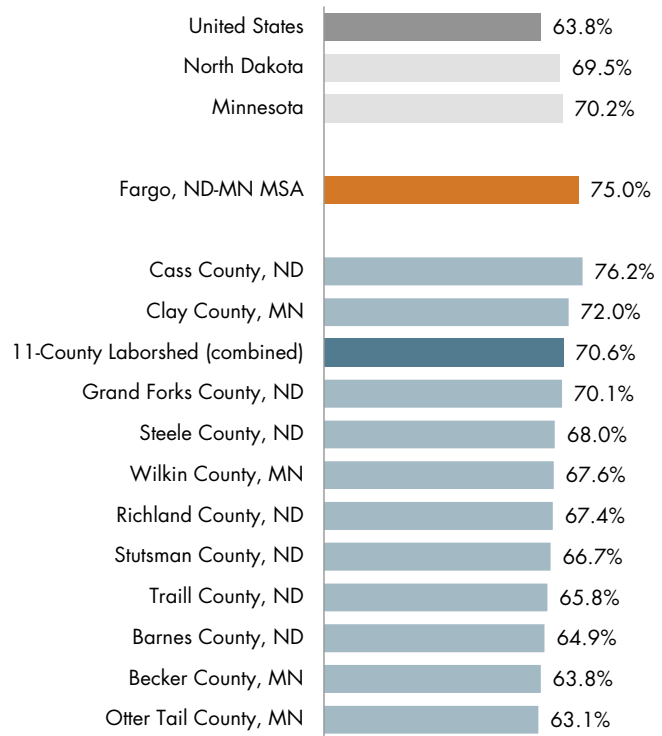 United States 63.8%
North Dakota 69.5%
Minnesota 70.2%
Fargo, ND-MN MSA 75.0%
Cass County, ND 76.2%
Clay County, MN 72.0%
11-County Laborshed (combined) 70.6%
Grand Forks County, ND 70.1%
Steele County, ND 68.0%
Wilkin County, MN 67.6%
Richland County, ND 67.4%
Stutsman County, ND 66.7%
Traill County, ND 65.8%
Barnes County, ND 64.9%
Becker County, MN 63.8%
Otter Tail County, MN 63.1%